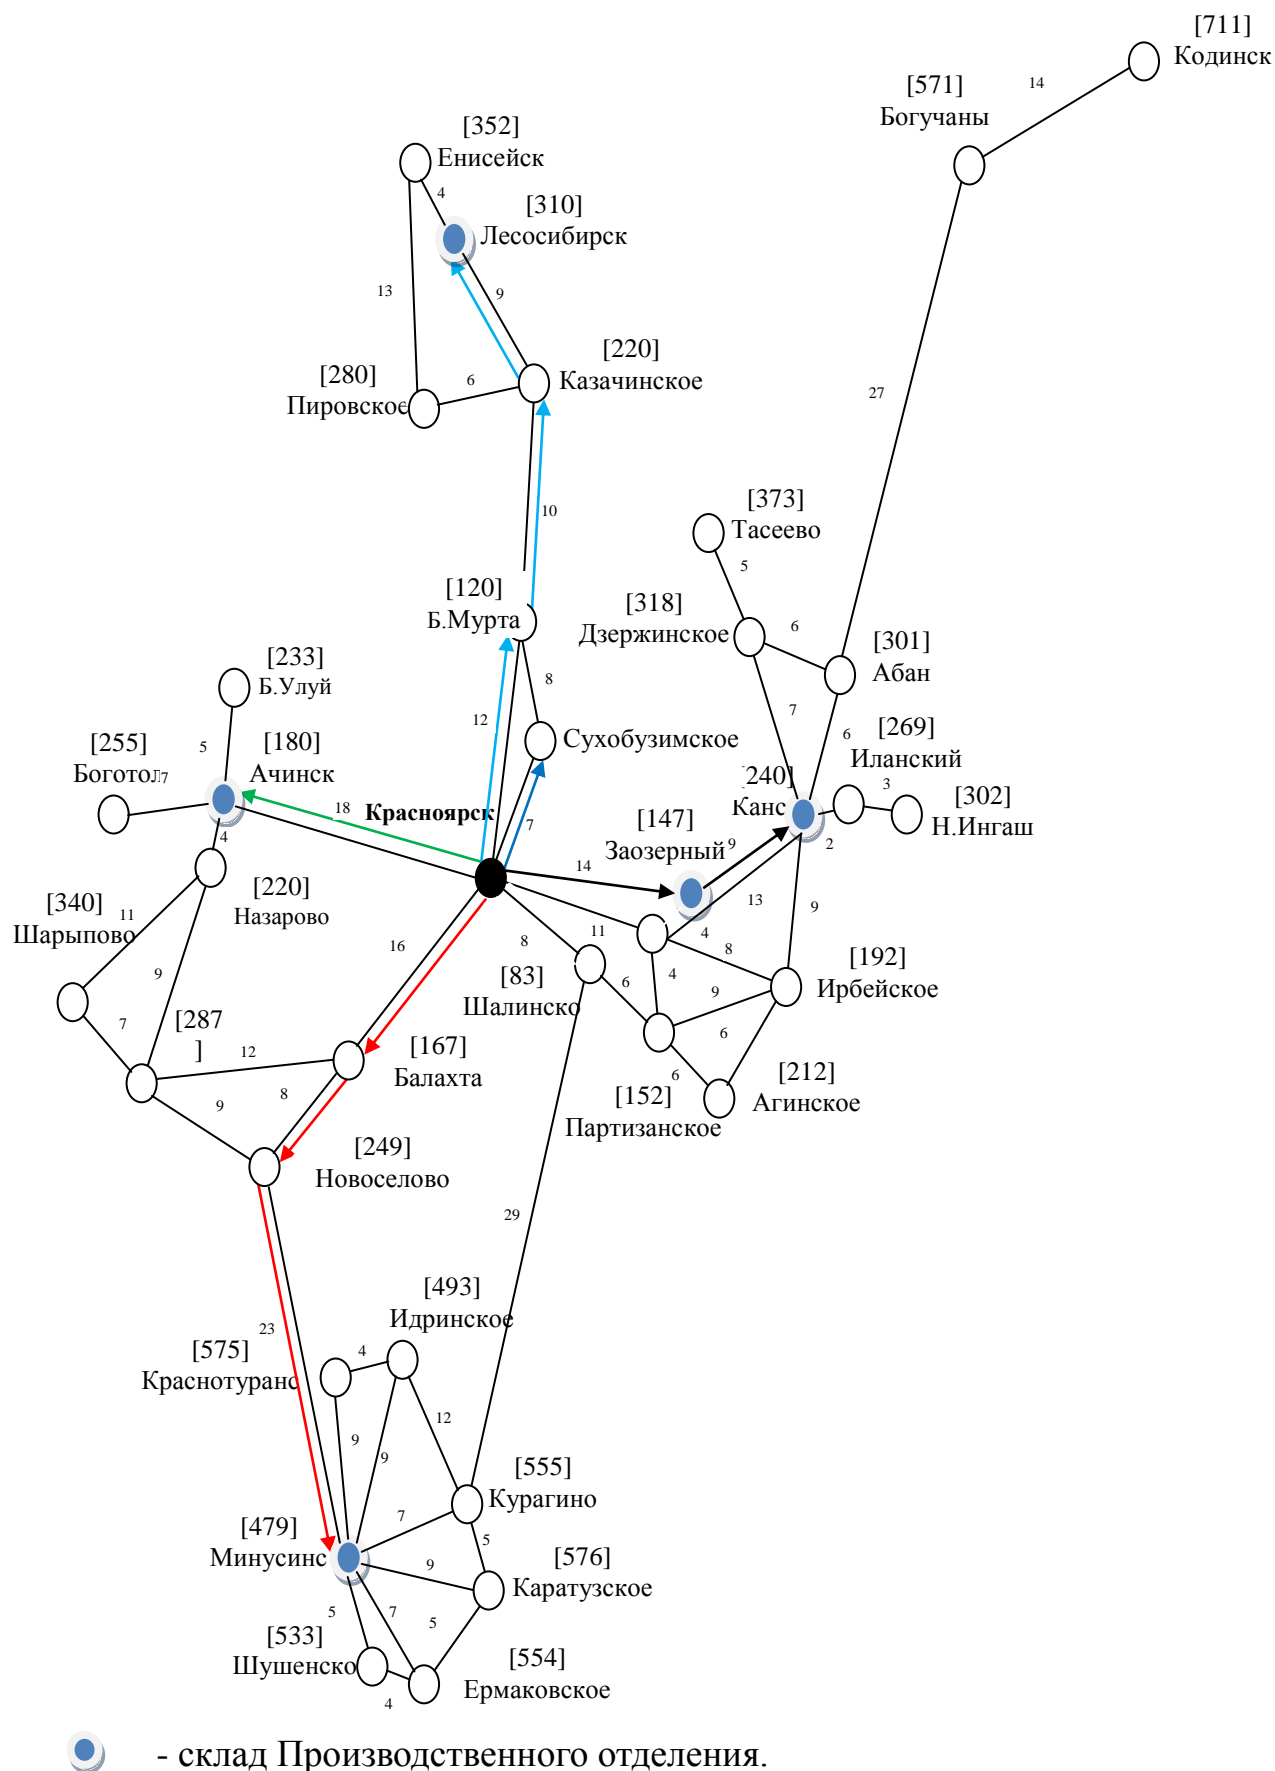 [711]
Кодинск
14
[571]
Богучаны
[352]
Енисейск
4
[310]
Лесосибирск
13
9
[220]
Казачинское
[280]
Пировское
6
27
10
[373]
Тасеево
5
[120]
Б.Мурта
[318]
Дзержинское
6
[301]
Абан
[233]
Б.Улуй
8
7
12
6
[269]
Иланский
3
[255]
Боготол
7
5
[180]
Ачинск
Сухобузимское
[240]
Канс
[302]
Н.Ингаш
18
Красноярск
7
[147]
Заозерный
9
2
4
14
13
9
[340]
Шарыпово
11
[220]
Назарово
16
8
11
4
8
[83]
Шалинско
6
4
9
[192]
Ирбейское
9
7
[287
]
12
8
9
[167]
Балахта
6
6
[152]
Партизанское
[212]
Агинское
[249]
Новоселово
29
[493]
Идринское
23
[575]
Краснотуранс
4
12
9
9
[555]
Курагино
7
[479]
Минусинс
5
9
[576]
Каратузское
5
7
5
[533]
Шушенско
[554]
Ермаковское
4
- склад Производственного отделения.